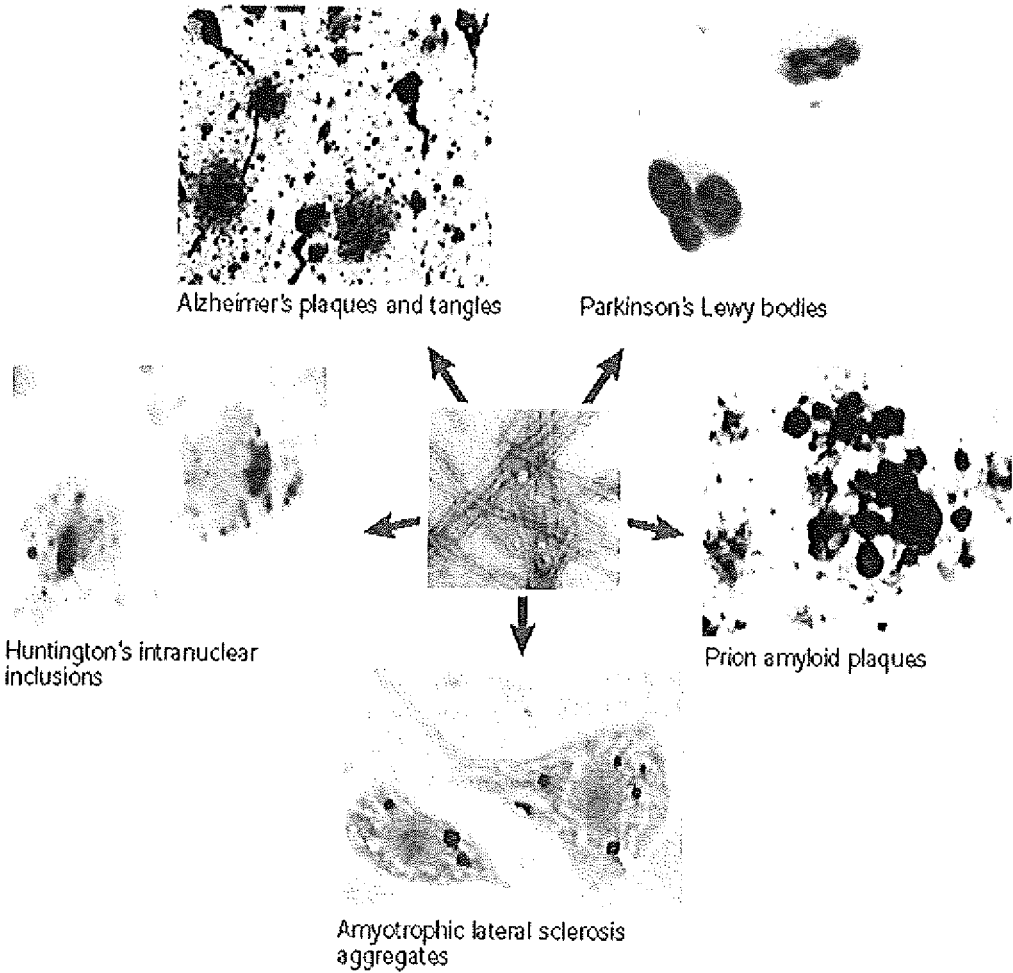 Alzheimer's plaques and tangles
Parkinson's Lewy bodies
Huntington's intranuclear
inclusions
Prion amyloid plaques
Amyotrophic lateral sclerosis
aggregates